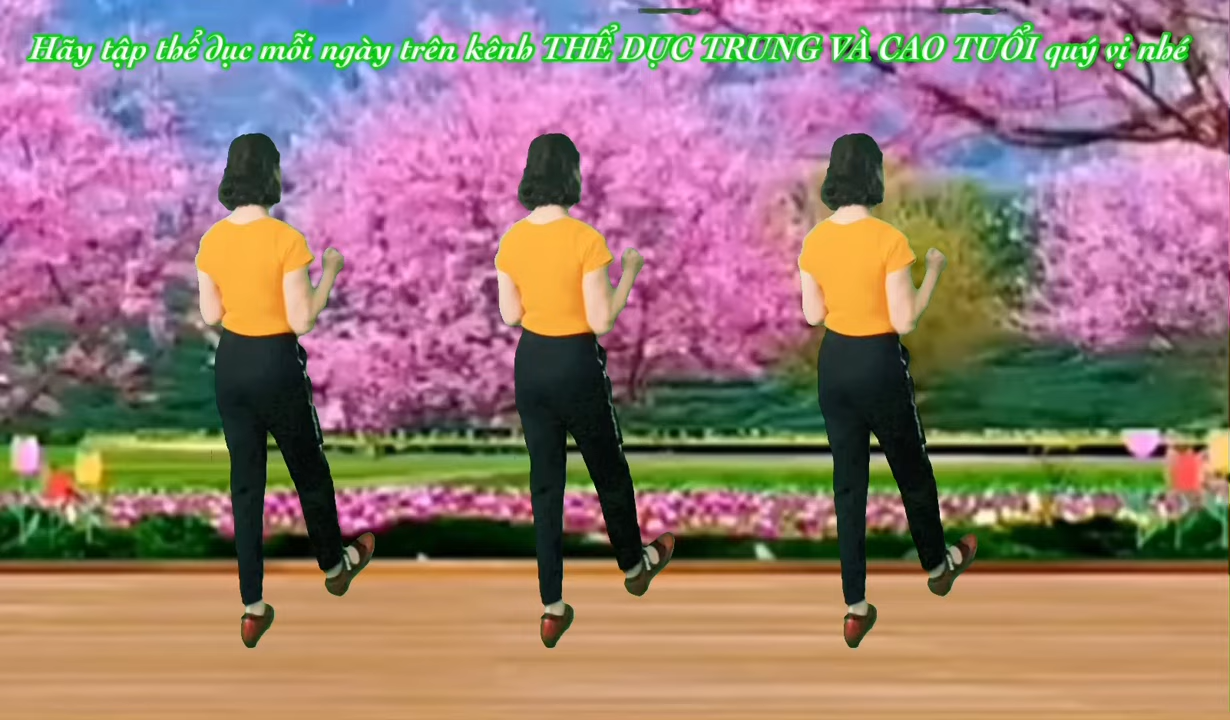 Hãy tập thể dục mỗi ngày trên kênh THỂ DỤC TRUNG VÀ CAO TUỔI quý vị nhé